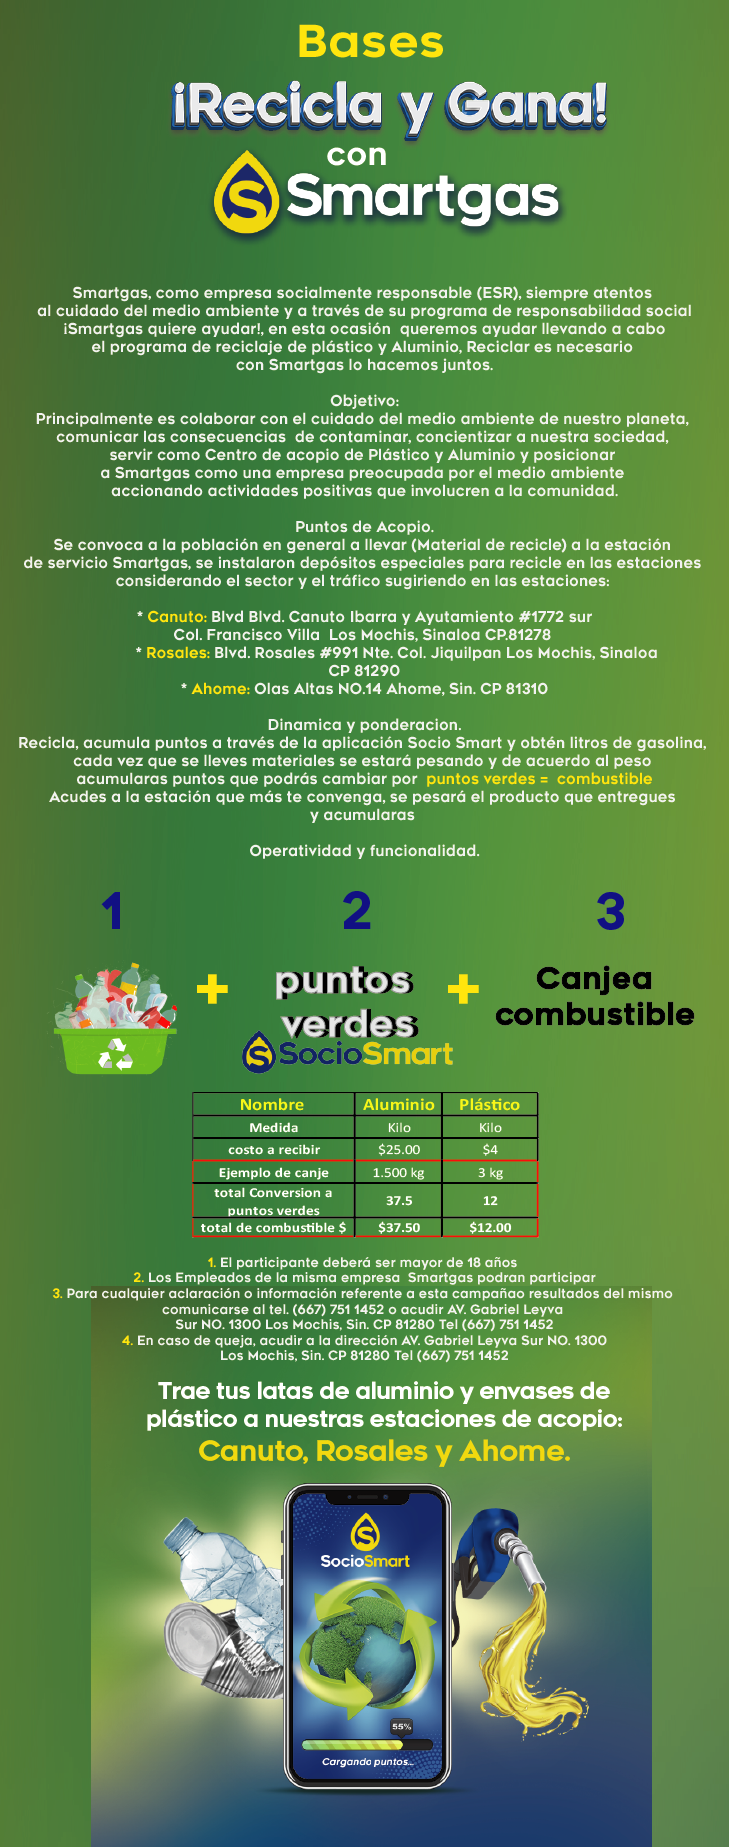 Bases
¡Recicla y Gana!
con
Smartgas
Smartgas, como empresa socialmente responsable (ESR), siempre atentos
al cuidado del medio ambiente y a través de su programa de responsabilidad social
¡Smartgas quiere ayudar!, en esta ocasión queremos ayudar llevando a cabo
el programa de reciclaje de plástico y Aluminio, Reciclar es necesario
con Smartgas lo hacemos juntos.
Objetivo:
Principalmente es colaborar con el cuidado del medio ambiente de nuestro planeta,
comunicar las consecuencias de contaminar, concientizar a nuestra sociedad,
servir como Centro de acopio de Plástico y Aluminio y posicionar
a Smartgas como una empresa preocupada por el medio ambiente
accionando actividades positivas que involucren a la comunidad.
Puntos de Acopio.
Se convoca a la población en general a llevar (Material de recicle) a la estación
de servicio Smartgas, se instalaron depósitos especiales para recicle en las estaciones
considerando el sector y el tráfico sugiriendo en las estaciones:
* Canuto: Blvd Blvd. Canuto Ibarra y Ayutamiento #1772 sur
Col. Francisco Villa Los Mochis, Sinaloa CP.81278
* Rosales: Blvd. Rosales #991 Nte. Col. Jiquilpan Los Mochis, Sinaloa
CP 81290
* Ahome: Olas Altas NO.14 Ahome, Sin. CP 81310
Dinamica y ponderacion.
Recicla, acumula puntos a través de la aplicación Socio Smart y obtén litros de gasolina,
cada vez que se lleves materiales se estará pesando y de acuerdo al peso
acumularas puntos que podrás cambiar por puntos verdes = combustible
Acudes a la estación que más te convenga, se pesará el producto que entregues
y acumularas
Operatividad y funcionalidad.
1 2 3
+ puntos verdes + Canjea combustible
SocioSmart
Nombre Aluminio Plástico
Medida Kilo Kilo
costo a recibir $25.00 $4
Ejemplo de canje 1.500 kg 3 kg
total Conversion a puntos verdes 37.5 12
total de combustible $ $37.50 $12.00
1. El participante deberá ser mayor de 18 años
2. Los Empleados de la misma empresa Smartgas podran participar
3. Para cualquier aclaración o información referente a esta campañao resultados del mismo
comunicarse al tel. (667) 751 1452 o acudir AV. Gabriel Leyva
Sur NO. 1300 Los Mochis, Sin. CP 81280 Tel (667) 751 1452
4. En caso de queja, acudir a la dirección AV. Gabriel Leyva Sur NO. 1300
Los Mochis, Sin. CP 81280 Tel (667) 751 1452
Trae tus latas de aluminio y envases de
plástico a nuestras estaciones de acopio:
Canuto, Rosales y Ahome.
SocioSmart
55%
Cargando puntos...